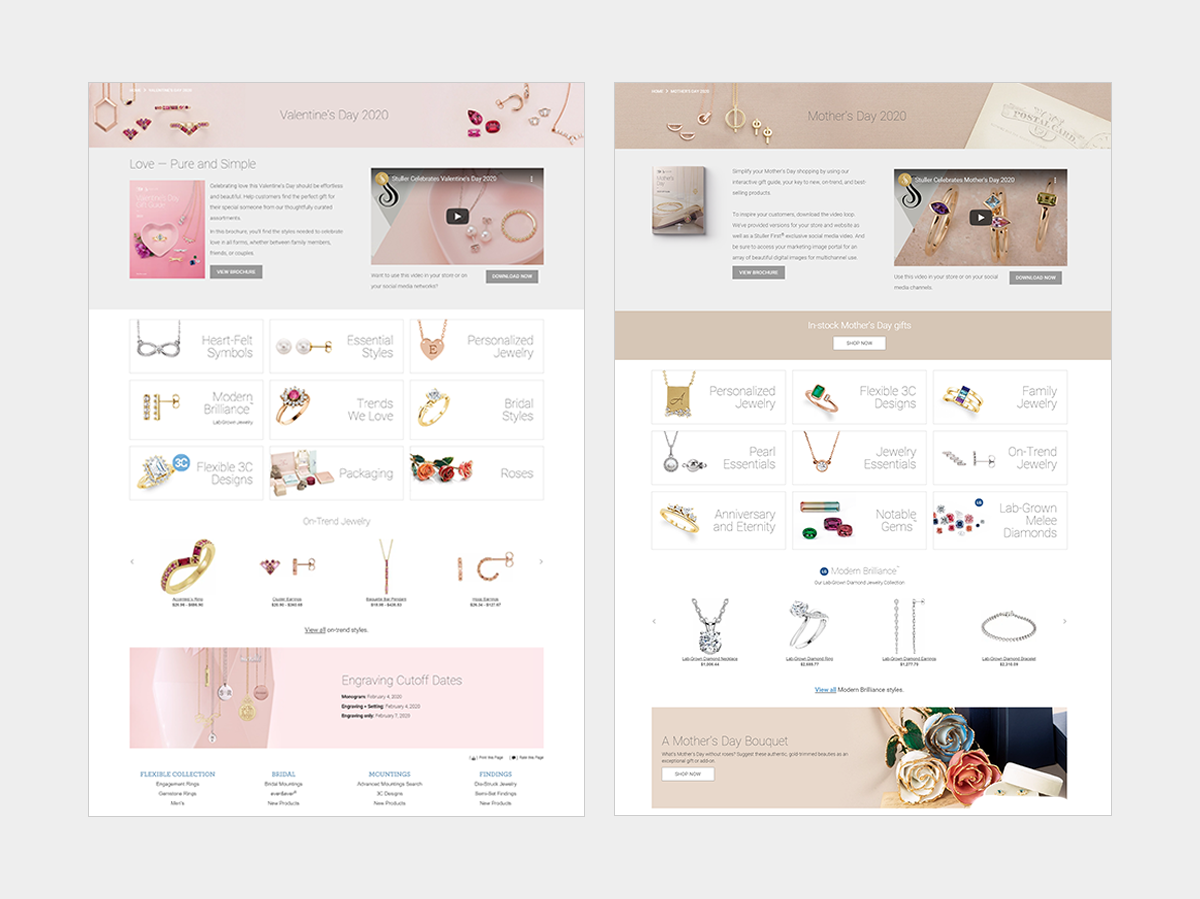 HOME > VALENTINE'S DAY 2020
Valentine's Day 2020
Love — Pure and Simple
Valentine's Day
Gift Guide
Celebrating love this Valentine's Day should be effortless
and beautiful. Help customers find the perfect gift for
their special someone from our thoughtfully curated
assortments.
In this brochure, you'll find the styles needed to celebrate
love in all forms, whether between family members,
friends, or couples.
VIEW BROCHURE
Stuller Celebrates Valentine's Day 2020
Want to use this video in your store or on
your social media networks?
DOWNLOAD NOW
Heart-Felt
Symbols
Essential
Styles
E
Personalized
Jewelry
Modern
Brilliance™
Lab-Grown Jewelry
Trends
We Love
Bridal
Styles
3C
Flexible 3C
Designs
Packaging
Roses
On-Trend Jewelry
Accented V Ring
Cluster Earrings
Baguette Bar Pendant
Hoop Earrings
View all on-trend styles.
Engraving Cutoff Dates
Monogram: February 4, 2020
Engraving + Setting: February 4, 2020
Engraving only: February 7, 2020
Print this Page
Rate this Page
FLEXIBLE COLLECTION
Engagement Rings
Gemstone Rings
Men's
BRIDAL
Bridal Mountings
ever&ever®
New Products
MOUNTINGS
Advanced Mountings Search
3C Designs
New Products
FINDINGS
Die-Struck Jewelry
Semi-Set Findings
New Products
HOME > MOTHER'S DAY 2020
Mother's Day 2020
POSTAL CARD
Mother's
Day
Simplify your Mother's Day shopping by using our
interactive gift guide, your key to new, on-trend, and best-
selling products.
To inspire your customers, download the video loop.
We've provided versions for your store and website as
well as a Stuller First® exclusive social media video. And
be sure to access your marketing image portal for an
array of beautiful digital images for multichannel use.
VIEW BROCHURE
Stuller Celebrates Mother's Day 2020
Use this video in your store or on your social
media channels.
DOWNLOAD NOW
In-stock Mother's Day gifts
SHOP NOW
Personalized
Jewelry
Flexible 3C
Designs
Family
Jewelry
Pearl
Essentials
Jewelry
Essentials
On-Trend
Jewelry
Anniversary
and Eternity
Notable
Gems™
LG
Lab-Grown
Melee
Diamonds
LG Modern Brilliance™
Our Lab-Grown Diamond Jewelry Collection
Lab-Grown Diamond Necklace
Lab-Grown Diamond Ring
Lab-Grown Diamond Earrings
Lab-Grown Diamond Bracelet
View all Modern Brilliance styles.
A Mother's Day Bouquet
What's Mother's Day without roses? Suggest these authentic, gold-trimmed beauties as an
exceptional gift or add-on.
SHOP NOW